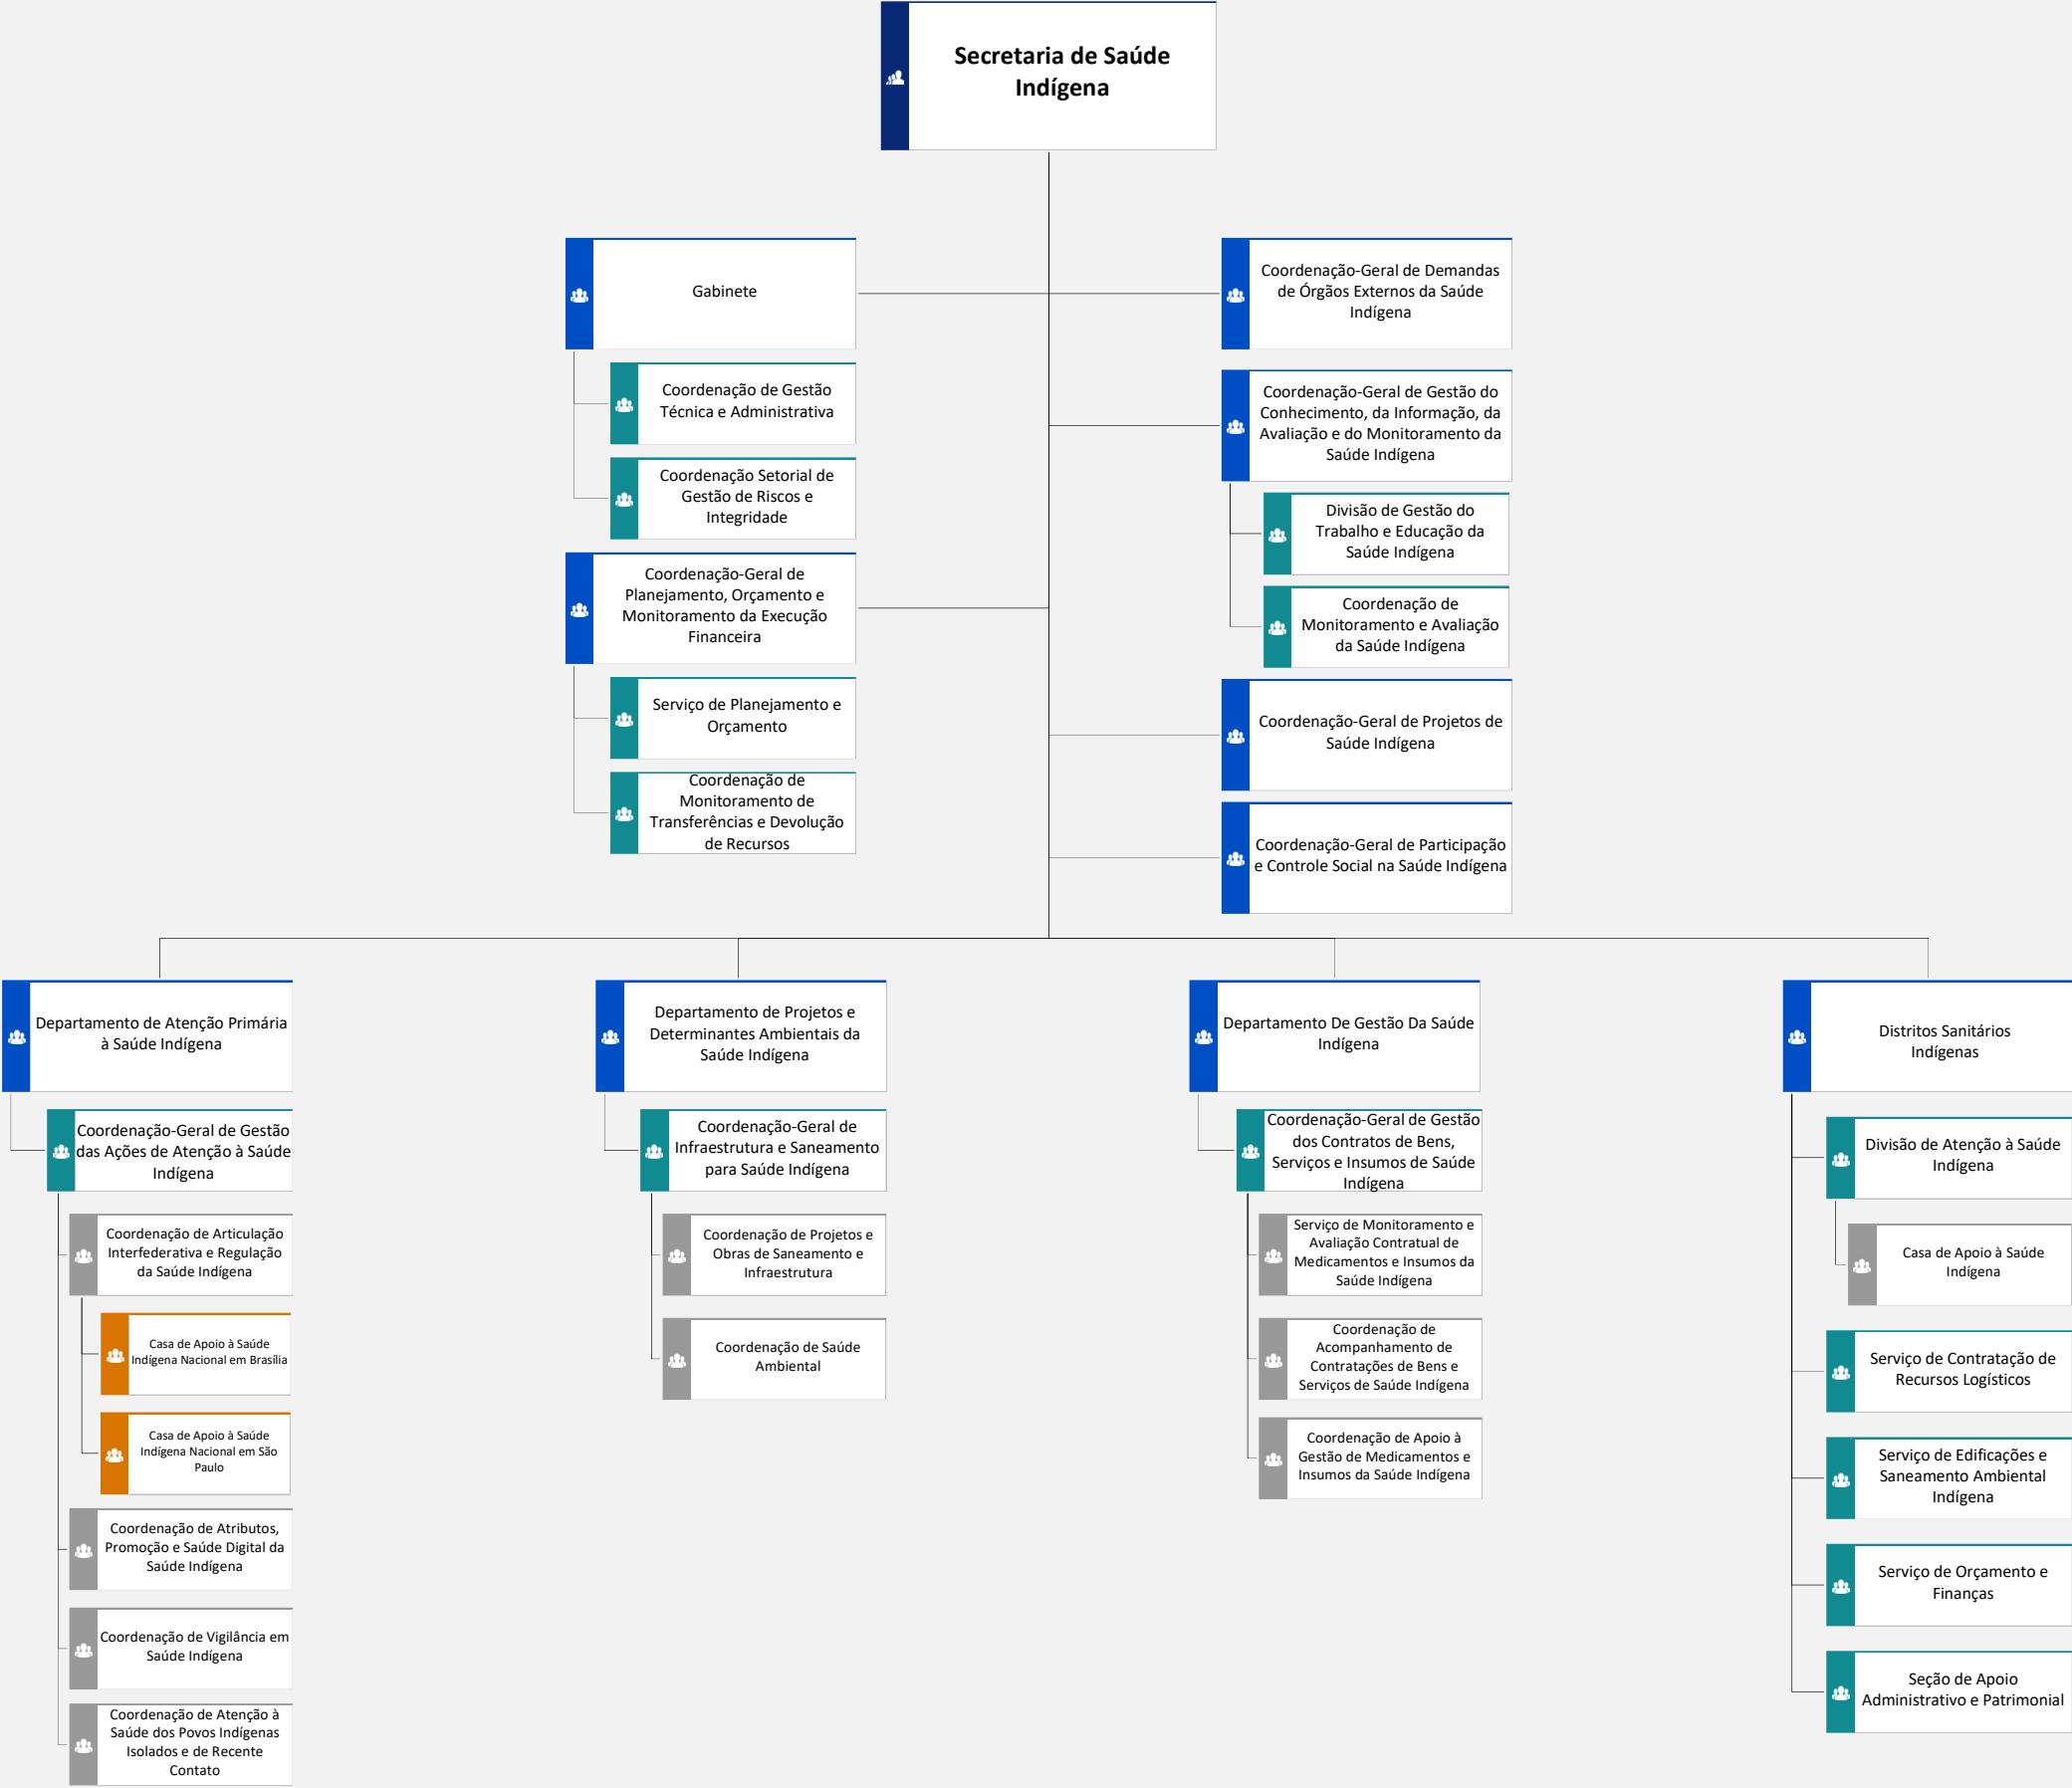 Secretaria de Saúde
Indígena
Gabinete
Coordenação de Gestão
Técnica e Administrativa
Coordenação Setorial de
Gestão de Riscos e
Integridade
Coordenação-Geral de
Planejamento, Orçamento e
Monitoramento da Execução
Financeira
Serviço de Planejamento e
Orçamento
Coordenação de
Monitoramento de
Transferências e Devolução
de Recursos
Coordenação-Geral de Demandas
de Órgãos Externos da Saúde
Indígena
Coordenação-Geral de Gestão do
Conhecimento, da Informação, da
Avaliação e do Monitoramento da
Saúde Indígena
Divisão de Gestão do
Trabalho e Educação da
Saúde Indígena
Coordenação de
Monitoramento e Avaliação
da Saúde Indígena
Coordenação-Geral de Projetos de
Saúde Indígena
Coordenação-Geral de Participação
e Controle Social na Saúde Indígena
Departamento de Atenção Primária
à Saúde Indígena
Coordenação-Geral de Gestão
das Ações de Atenção à Saúde
Indígena
Coordenação de Articulação
Interfederativa e Regulação
da Saúde Indígena
Casa de Apoio à Saúde
Indígena Nacional em Brasília
Casa de Apoio à Saúde
Indígena Nacional em São
Paulo
Coordenação de Atributos,
Promoção e Saúde Digital da
Saúde Indígena
Coordenação de Vigilância em
Saúde Indígena
Coordenação de Atenção à
Saúde dos Povos Indígenas
Isolados e de Recente
Contato
Departamento de Projetos e
Determinantes Ambientais da
Saúde Indígena
Coordenação-Geral de
Infraestrutura e Saneamento
para Saúde Indígena
Coordenação de Projetos e
Obras de Saneamento e
Infraestrutura
Coordenação de Saúde
Ambiental
Departamento De Gestão Da Saúde
Indígena
Coordenação-Geral de Gestão
dos Contratos de Bens,
Serviços e Insumos de Saúde
Indígena
Serviço de Monitoramento e
Avaliação Contratual de
Medicamentos e Insumos da
Saúde Indígena
Coordenação de
Acompanhamento de
Contratações de Bens e
Serviços de Saúde Indígena
Coordenação de Apoio à
Gestão de Medicamentos e
Insumos da Saúde Indígena
Distritos Sanitários
Indígenas
Divisão de Atenção à Saúde
Indígena
Casa de Apoio à Saúde
Indígena
Serviço de Contratação de
Recursos Logísticos
Serviço de Edificações e
Saneamento Ambiental
Indígena
Serviço de Orçamento e
Finanças
Seção de Apoio
Administrativo e Patrimonial